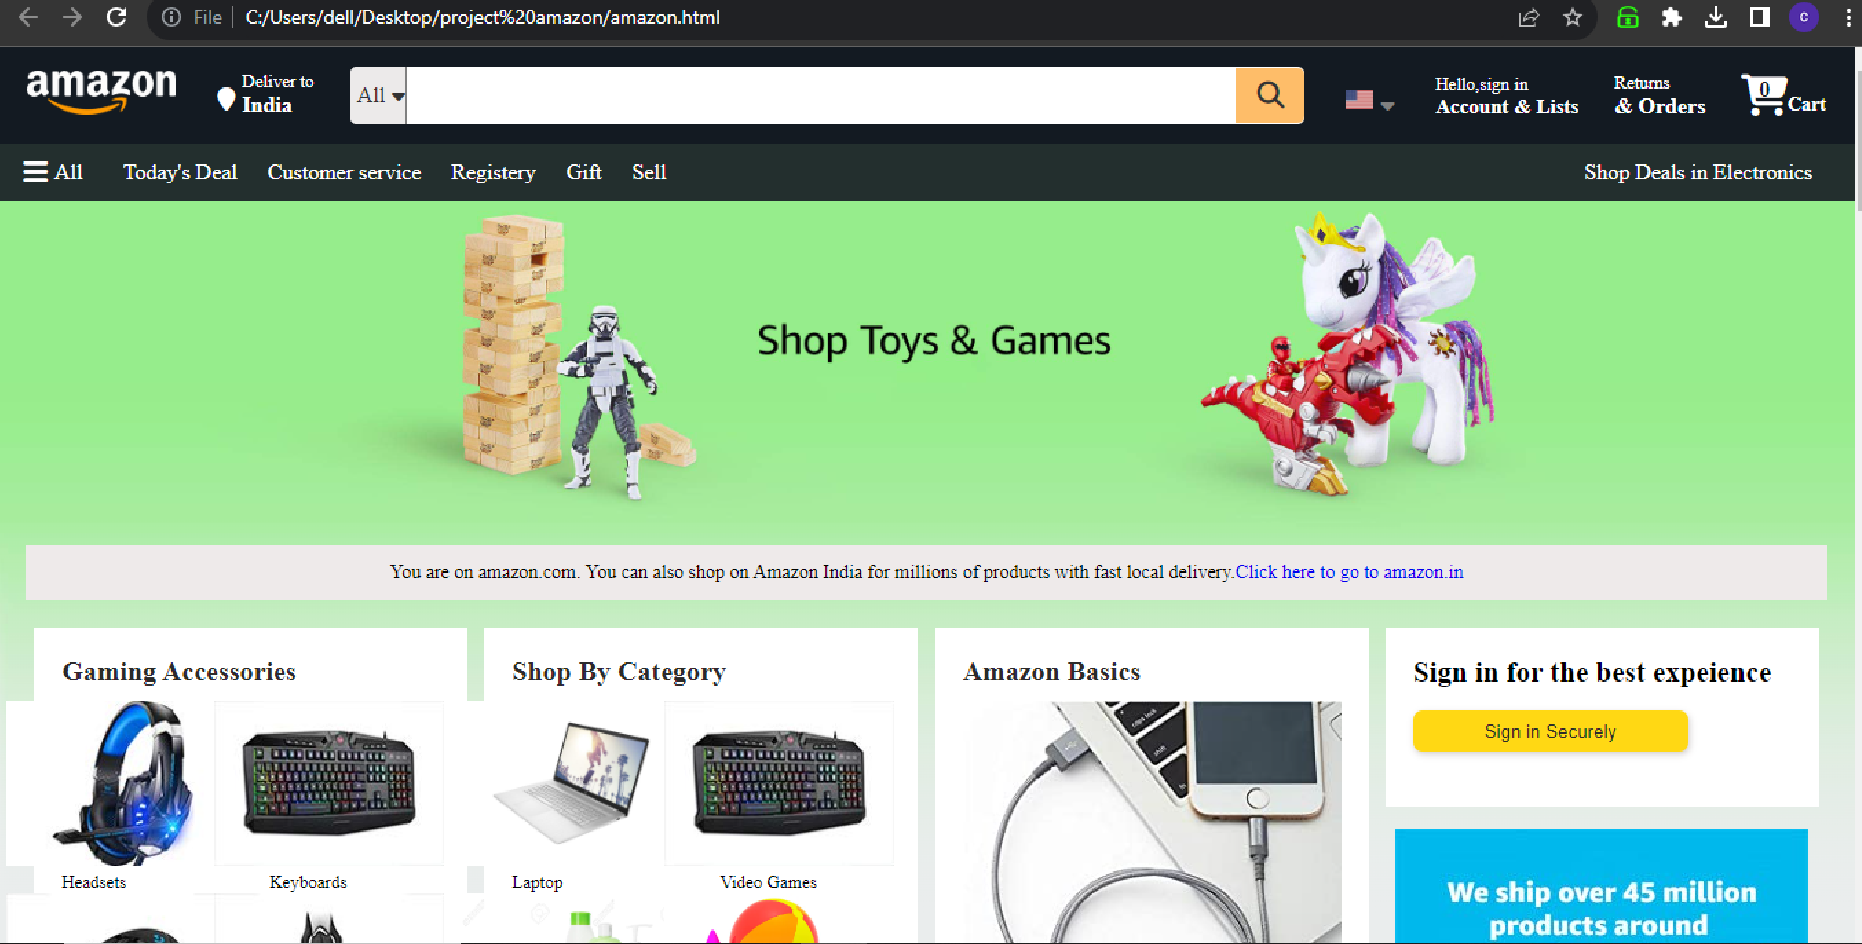 File C:/Users/dell/Desktop/project%20amazon/amazon.html
c
amazon
Deliver to
India
All
Hello,sign in
Account & Lists
Returns
& Orders
0
Cart
All Today's Deal Customer service Registery Gift Sell Shop Deals in Electronics
Shop Toys & Games
You are on amazon.com. You can also shop on Amazon India for millions of products with fast local delivery.Click here to go to amazon.in
Gaming Accessories
Headsets Keyboards
Shop By Category
Laptop Video Games
Amazon Basics
caps lock
shift
Sign in for the best expeience
Sign in Securely
We ship over 45 million
products around